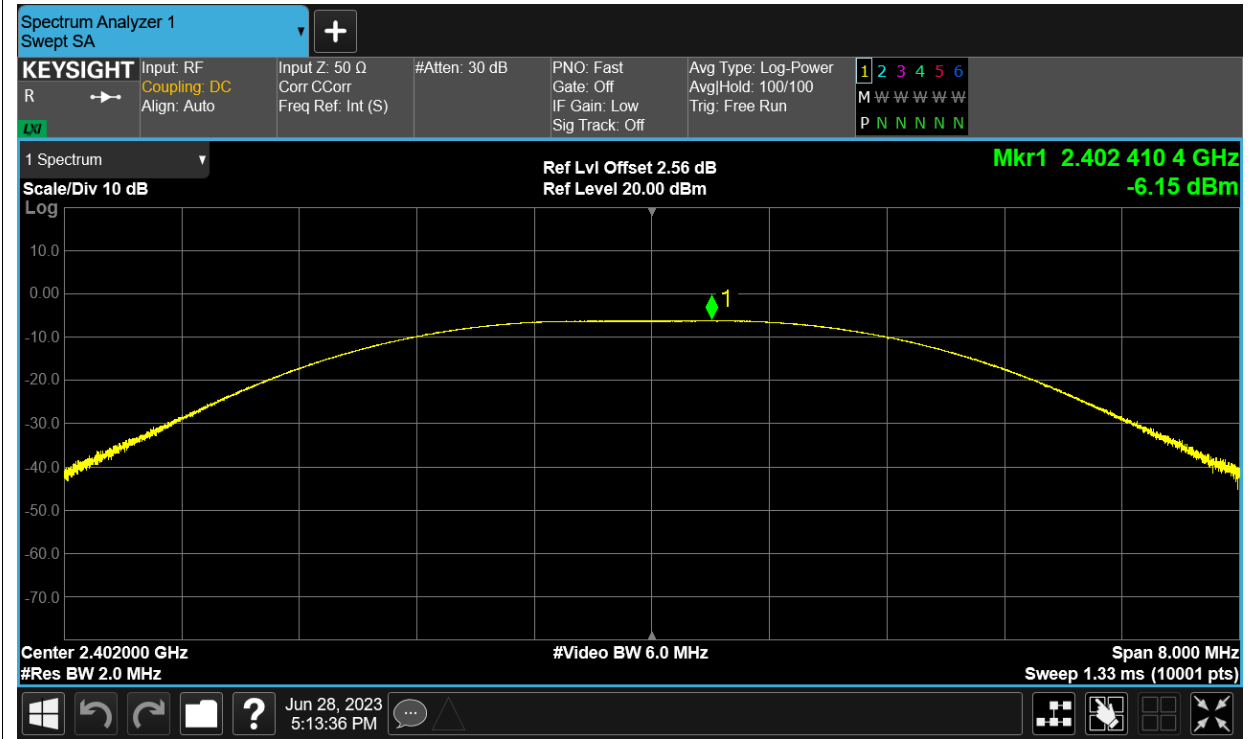 Spectrum Analyzer 1
Swept SA
KEYSIGHT
R
LXI
Input: RF
Coupling: DC
Align: Auto
Input Z: 50 Ω
Corr CCorr
Freq Ref: Int (S)
#Atten: 30 dB
PNO: Fast
Gate: Off
IF Gain: Low
Sig Track: Off
Avg Type: Log-Power
Avg|Hold: 100/100
Trig: Free Run
1 2 3 4 5 6
M W W W W W
P N N N N N
1 Spectrum
Scale/Div 10 dB
Ref Lvl Offset 2.56 dB
Ref Level 20.00 dBm
Mkr1 2.402 410 4 GHz
-6.15 dBm
Log
10.0
0.00
-10.0
-20.0
-30.0
-40.0
-50.0
-60.0
-70.0
1
Center 2.402000 GHz
#Res BW 2.0 MHz
#Video BW 6.0 MHz
Span 8.000 MHz
Sweep 1.33 ms (10001 pts)
?
Jun 28, 2023
5:13:36 PM